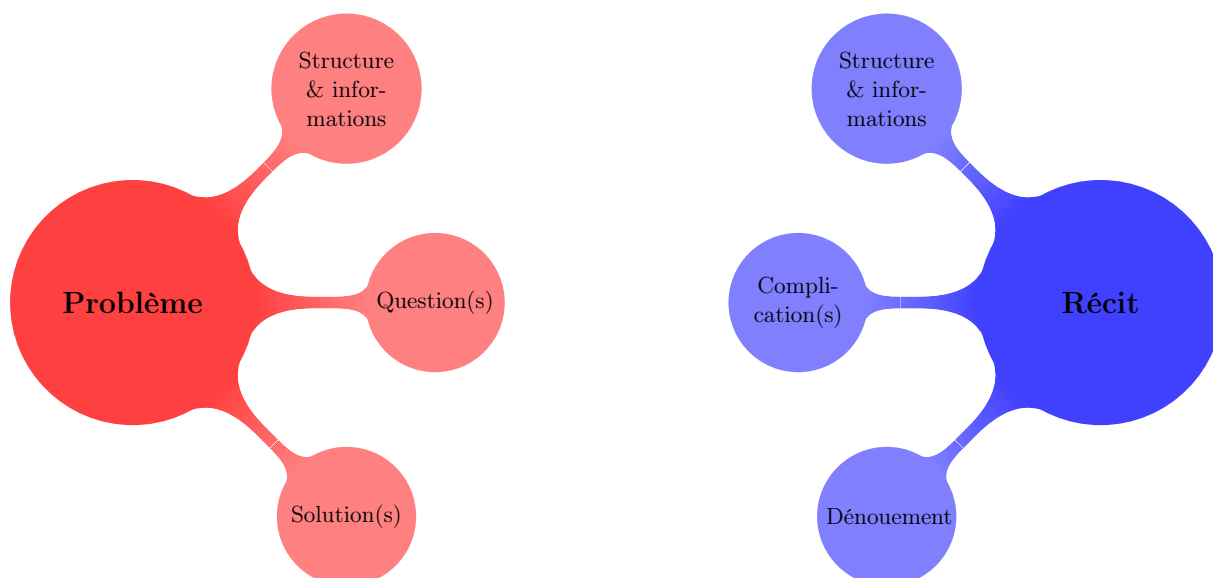 Structure
& infor-
mations
Problème
Question(s)
Solution(s)
Structure
& infor-
mations
Compli-
cation(s)
Récit
Dénouement